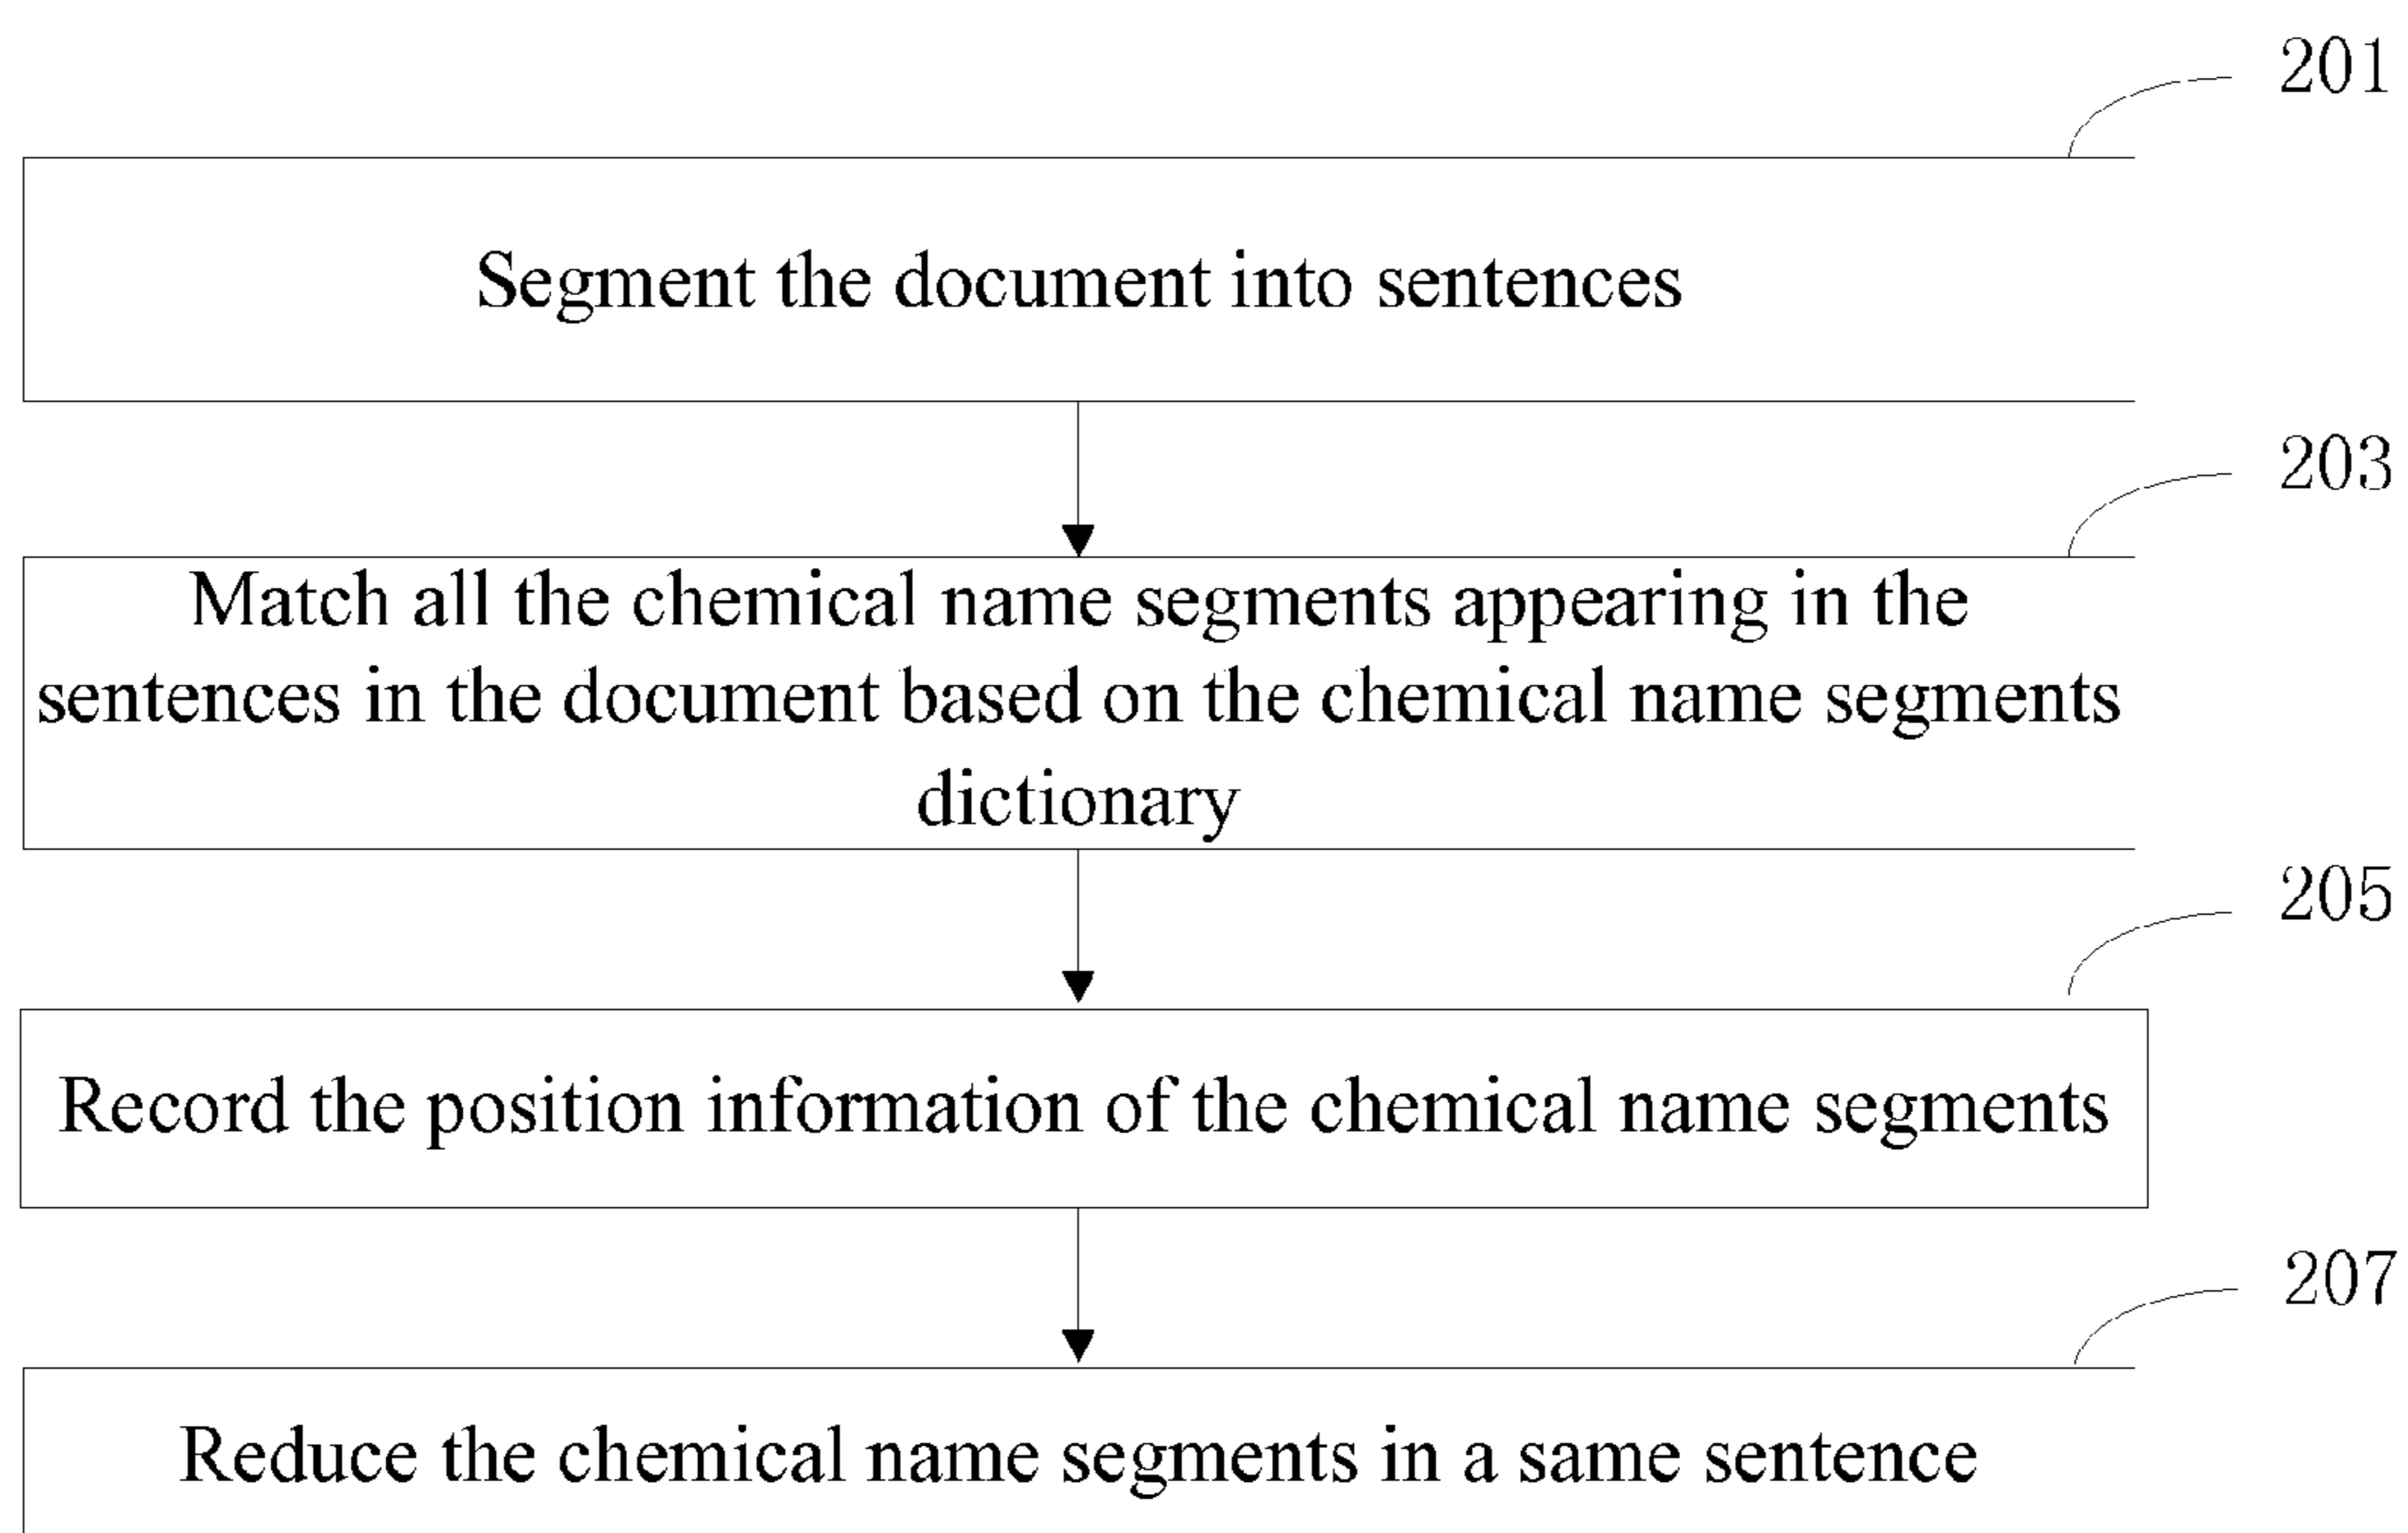 201
Segment the document into sentences
203
Match all the chemical name segments appearing in the
sentences in the document based on the chemical name segments
dictionary
205
Record the position information of the chemical name segments
207
Reduce the chemical name segments in a same sentence